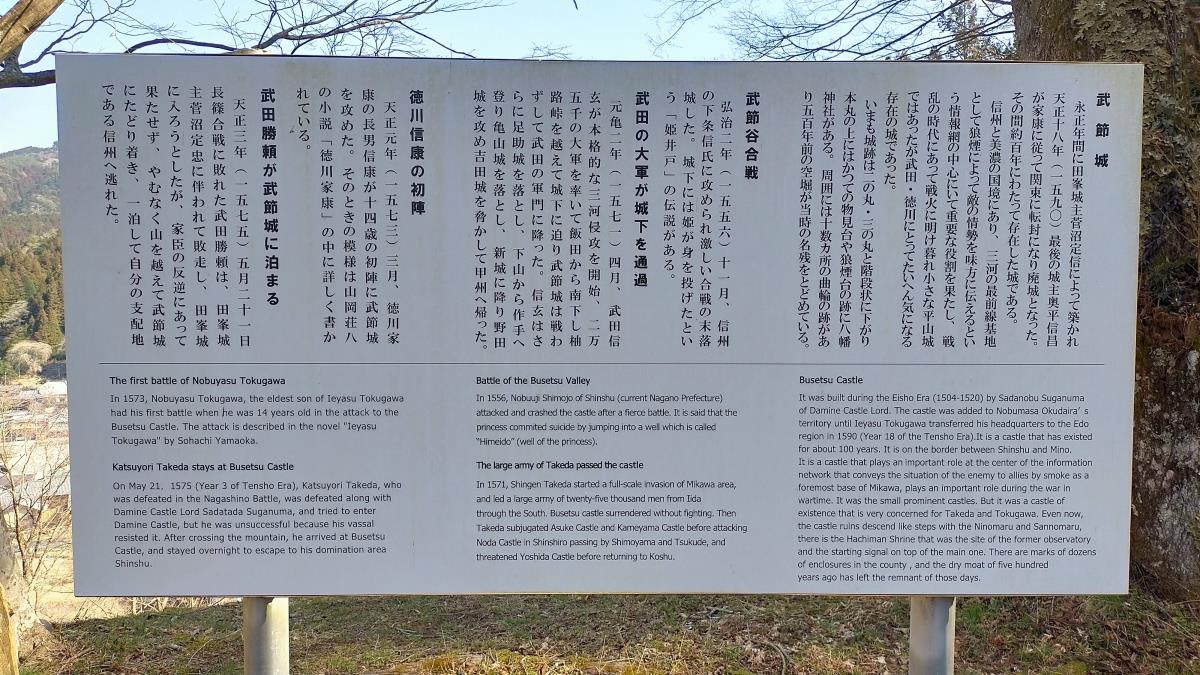 武節城
永正年間に田峯城主菅沼定信によって築かれ
天正十八年（一五九〇）最後の城主奥平信昌
が家康に従って関東に転封になり廃城となった。
その間約百年にわたって存在した城である。
信州と美濃の国境にあり、三河の最前線基地
として狼煙によって敵の情勢を味方に伝えるとい
う情報網の中心にいて重要な役割を果たし、戦
乱の時代にあって戦火に明け暮れ小さな平山城
ではあったが武田・徳川にとってたいへん気になる
存在の城であった。
いまも城跡は二の丸・三の丸と階段状に下がり
本丸の上にはかつての物見台や狼煙台の跡に八幡
神社がある。周囲には十数カ所の曲輪の跡があ
り五百年前の空堀が当時の名残をとどめている。
武節谷合戦
弘治二年（一五五六）十一月、信州
の下条信氏に攻められ激しい合戦の末落
城した。城下には姫が身を投げたとい
う「姫井戸」の伝説がある。
武田の大軍が城下を通過
元亀二年（一五七一）四月、武田信
玄が本格的な三河侵攻を開始、二万
五千の大軍を率いて飯田から南下し柚
路峠を越えて城下に迫り武節城は戦わ
ずして武田の軍門に降った。信玄はさ
らに足助城を落とし、下山から作手へ
登り亀山城を落とし、新城に降り野田
城を攻め吉田城を脅かして甲州へ帰った。
徳川信康の初陣
天正元年（一五七三）三月、徳川家
康の長男信康が十四歳の初陣に武節城
を攻めた。そのときの模様は山岡荘八
の小説「徳川家康」の中に詳しく書か
れている。
武田勝頼が武節城に泊まる
天正三年（一五七五）五月二十一日
長篠合戦に敗れた武田勝頼は、田峯城
主菅沼定忠に伴われて敗走し、田峯城
に入ろうとしたが、家臣の反逆にあって
果たせず、やむなく山を越えて武節城
にたどり着き、一泊して自分の支配地
である信州へ逃れた。
The first battle of Nobuyasu Tokugawa
In 1573, Nobuyasu Tokugawa, the eldest son of Ieyasu Tokugawa
had his first battle when he was 14 years old in the attack to the
Busetsu Castle. The attack is described in the novel "Ieyasu
Tokugawa" by Sohachi Yamaoka.
Katsuyori Takeda stays at Busetsu Castle
On May 21, 1575 (Year 3 of Tensho Era), Katsuyori Takeda, who
was defeated in the Nagashino Battle, was defeated along with
Damine Castle Lord Sadatada Suganuma, and tried to enter
Damine Castle, but he was unsuccessful because his vassal
resisted it. After crossing the mountain, he arrived at Busetsu
Castle, and stayed overnight to escape to his domination area
Shinshu.
Battle of the Busetsu Valley
In 1556, Nobuuji Shimojo of Shinshu (current Nagano Prefecture)
attacked and crashed the castle after a fierce battle. It is said that the
princess commited suicide by jumping into a well which is called
"Himeido" (well of the princess).
The large army of Takeda passed the castle
In 1571, Shingen Takeda started a full-scale invasion of Mikawa area,
and led a large army of twenty-five thousand men from Iida
through the South. Busetsu castle surrendered without fighting. Then
Takeda subjugated Asuke Castle and Kameyama Castle before attacking
Noda Castle in Shinshiro passing by Shimoyama and Tsukude, and
threatened Yoshida Castle before returning to Koshu.
Busetsu Castle
It was built during the Eisho Era (1504-1520) by Sadanobu Suganuma
of Damine Castle Lord. The castle was added to Nobumasa Okudaira's
territory until Ieyasu Tokugawa transferred his headquarters to the Edo
region in 1590 (Year 18 of the Tensho Era).It is a castle that has existed
for about 100 years. It is on the border between Shinshu and Mino.
It is a castle that plays an important role at the center of the information
network that conveys the situation of the enemy to allies by smoke as a
foremost base of Mikawa, plays an important role during the war in
wartime. It was the small prominent castles. But it was a castle of
existence that is very concerned for Takeda and Tokugawa. Even now,
the castle ruins descend like steps with the Ninomaru and Sannomaru,
there is the Hachiman Shrine that was the site of the former observatory
and the starting signal on top of the main one. There are marks of dozens
of enclosures in the county , and the dry moat of five hundred
years ago has left the remnant of those days.